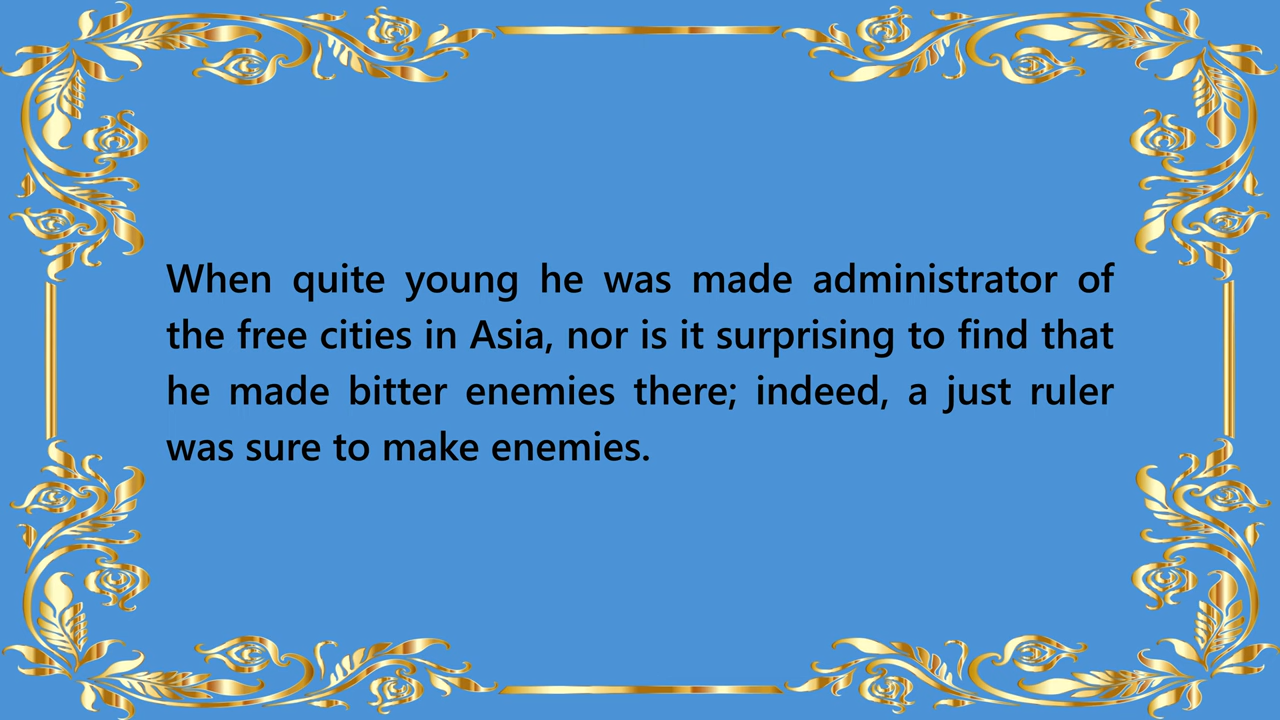 When quite young he was made administrator of
the free cities in Asia, nor is it surprising to find that
he made bitter enemies there; indeed, a just ruler
was sure to make enemies.